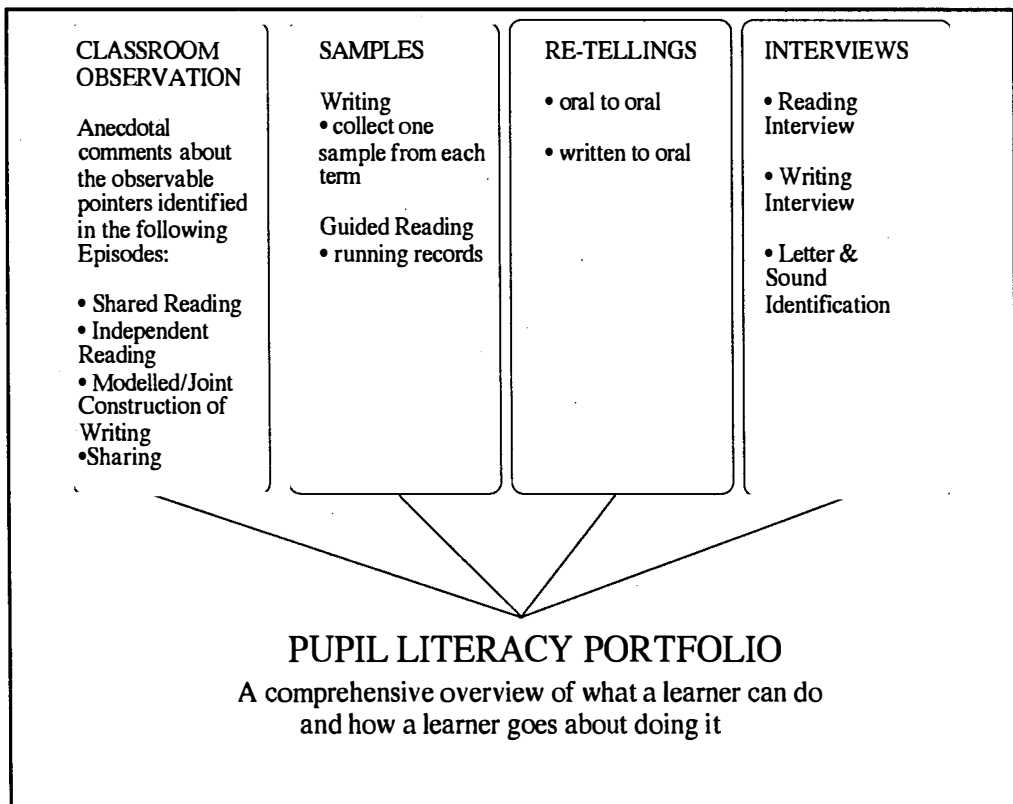 CLASSROOM
OBSERVATION
Anecdotal
comments about
the observable
pointers identified
in the following
Episodes:
• Shared Reading
• Independent
Reading
• Modelled/Joint
Construction of
Writing
•Sharing
SAMPLES
Writing
• collect one
sample from each
term
Guided Reading
• running records
RE-TELLINGS
• oral to oral
• written to oral
INTERVIEWS
• Reading
Interview
• Writing
Interview
• Letter &
Sound
Identification
PUPIL LITERACY PORTFOLIO
A comprehensive overview of what a learner can do
and how a learner goes about doing it